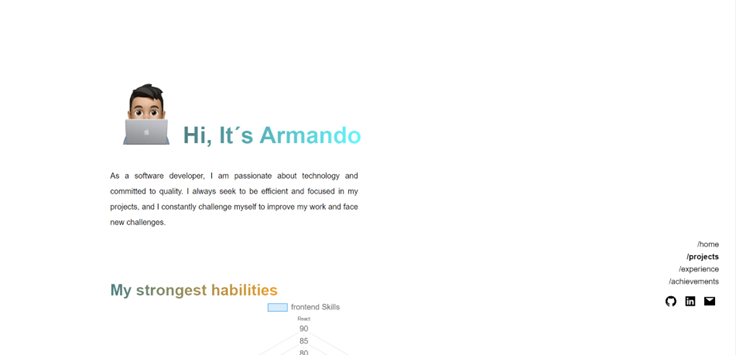 Hi, It´s Armando
As a software developer, I am passionate about technology and
committed to quality. I always seek to be efficient and focused in my
projects, and I constantly challenge myself to improve my work and face
new challenges.
/home
/projects
/experience
/achievements
My strongest habilities
frontend Skills
React
90
85
80